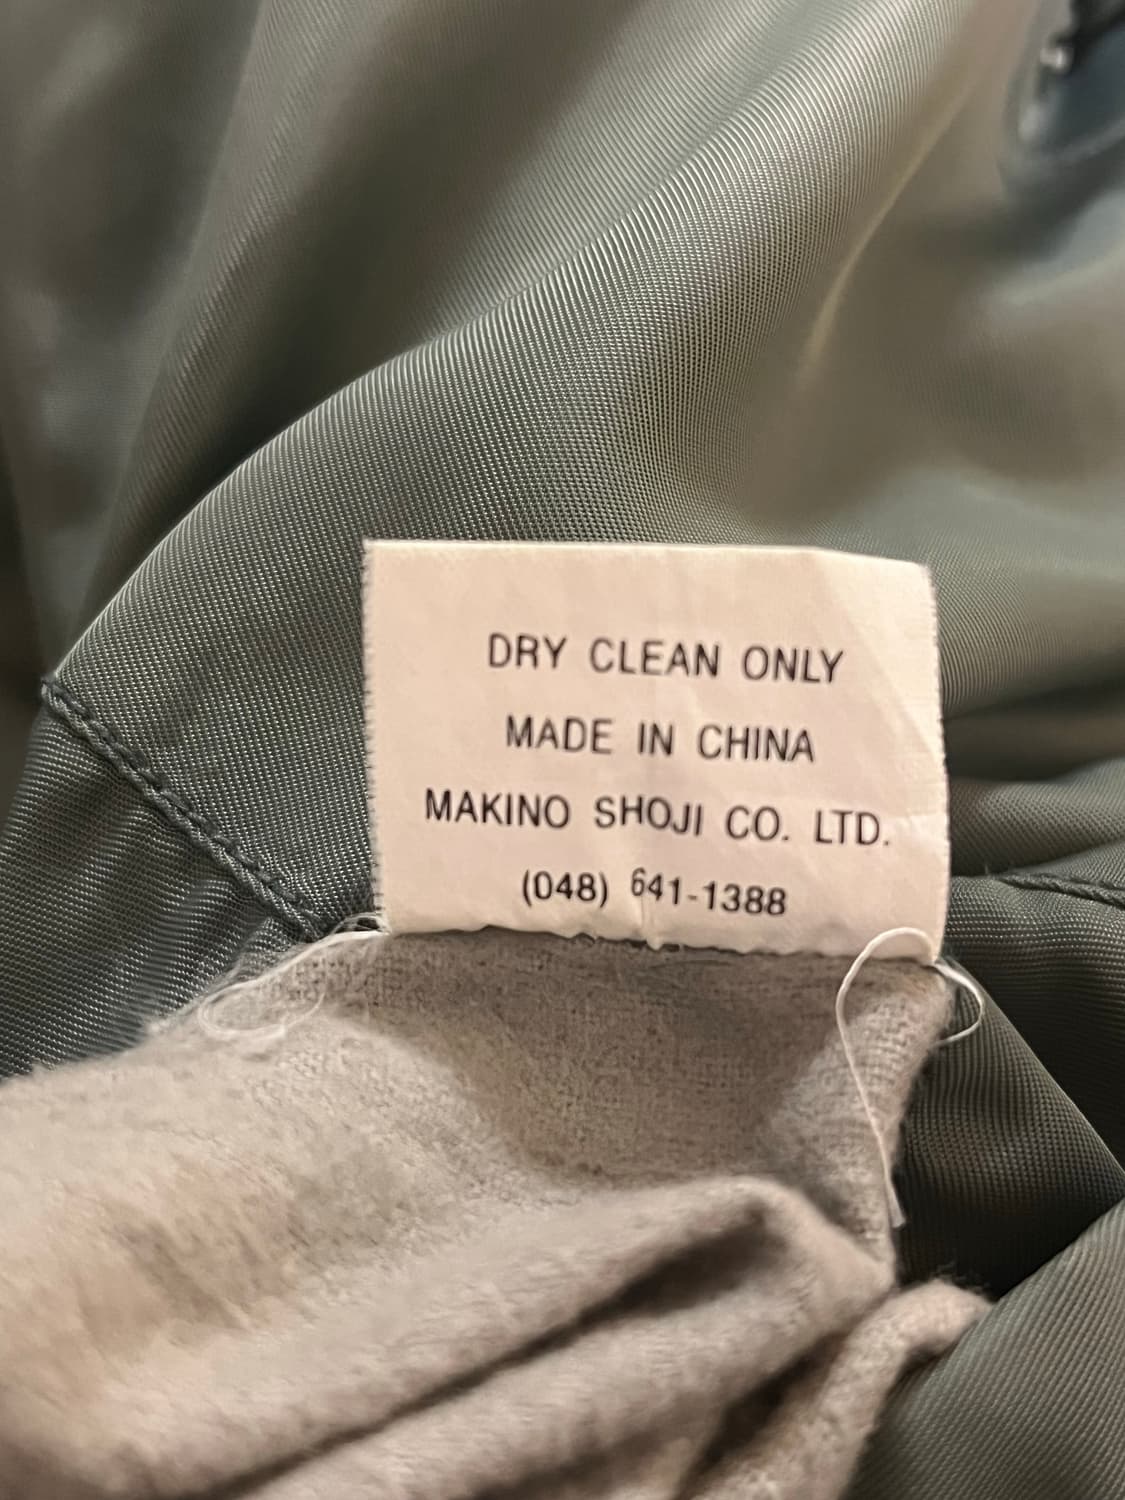 DRY CLEAN ONLY
MADE IN CHINA
MAKINO SHOJI CO. LTD.
(048) 641-1388